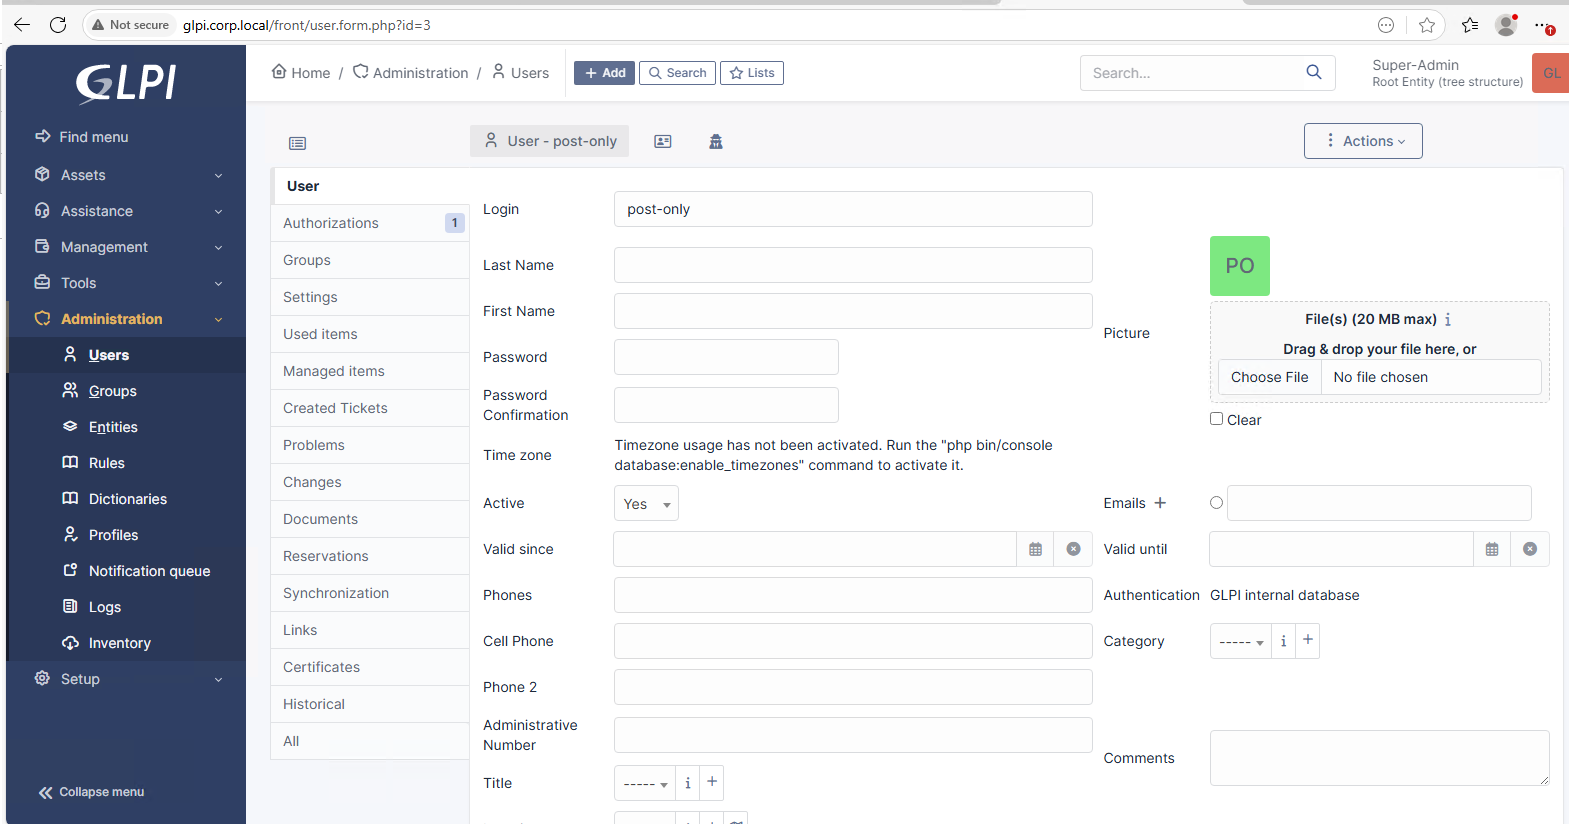 Not secure glpi.corp.local/front/user.form.php?id=3
GLPI
Find menu
Assets
Assistance
Management
Tools
Administration
Users
Groups
Entities
Rules
Dictionaries
Profiles
Notification queue
Logs
Inventory
Setup
Collapse menu
Home / Administration / Users
+ Add
Search
Lists
Search...
Super-Admin
Root Entity (tree structure)
GL
User - post-only
Actions
User
Authorizations 1
Groups
Settings
Used items
Managed items
Created Tickets
Problems
Changes
Documents
Reservations
Synchronization
Links
Certificates
Historical
All
Login post-only
Last Name
First Name
Password
Password
Confirmation
Time zone
Timezone usage has not been activated. Run the "php bin/console
database:enable_timezones" command to activate it.
Active Yes
Valid since
Phones
Cell Phone
Phone 2
Administrative
Number
Title ----- i +
Picture
PO
File(s) (20 MB max) i
Drag & drop your file here, or
Choose File No file chosen
Clear
Emails +
Valid until
Authentication GLPI internal database
Category ----- i +
Comments